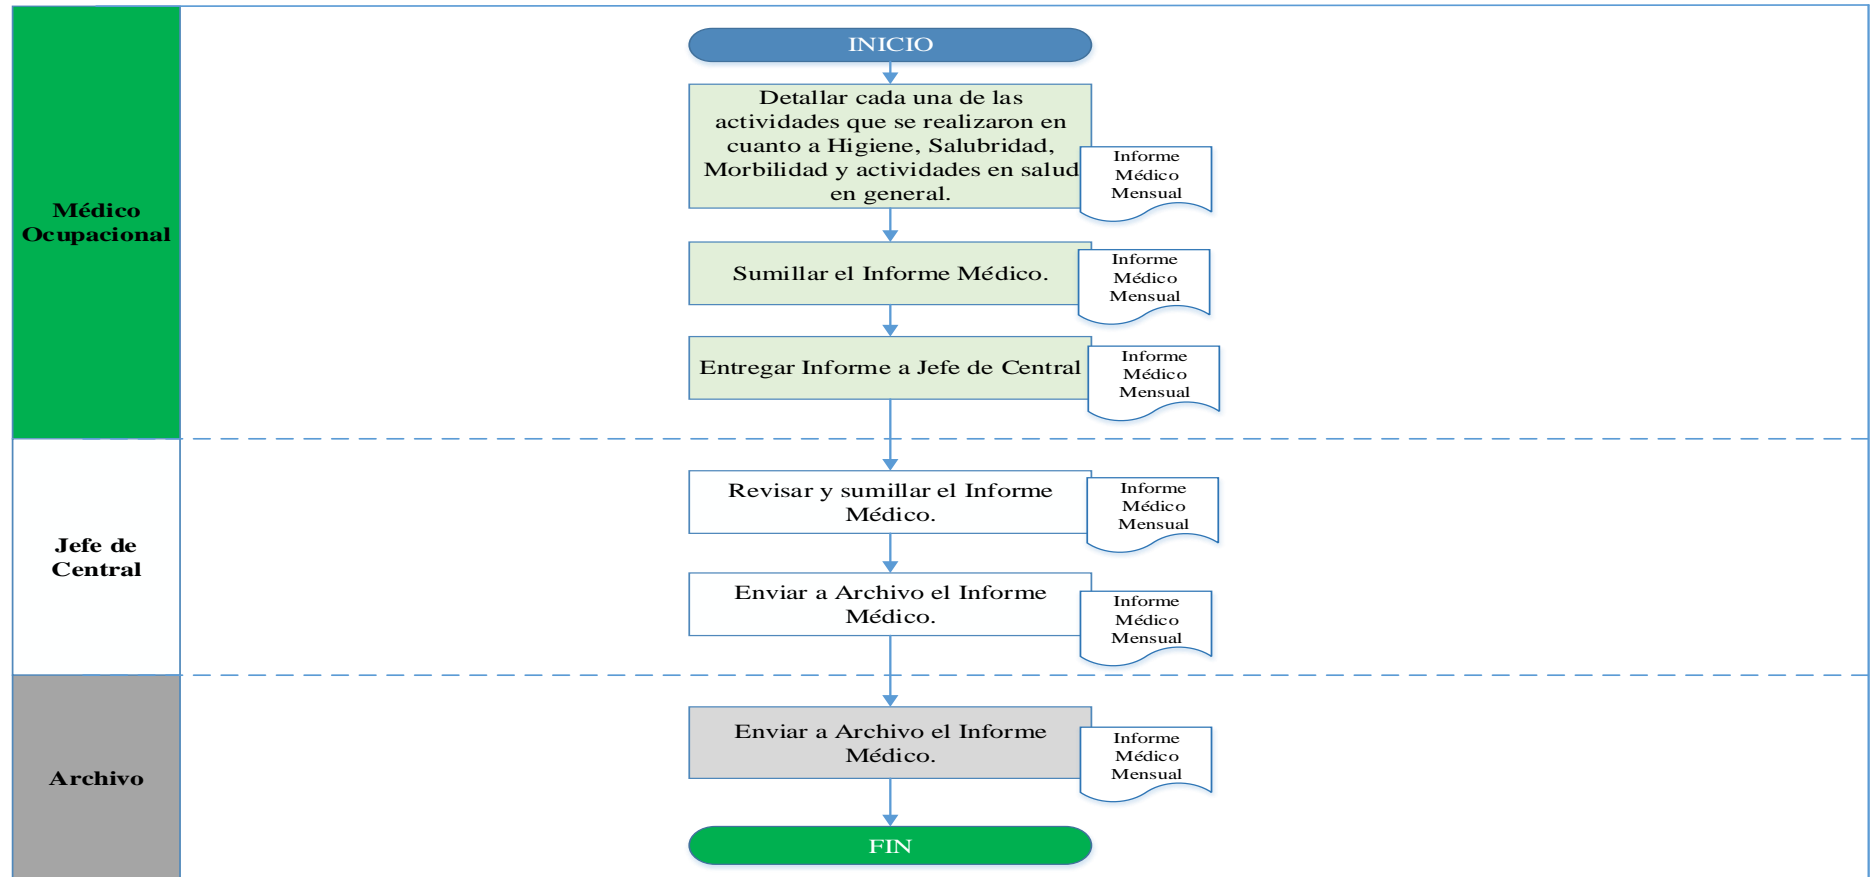 INICIO
Detallar cada una de las
actividades que se realizaron en
cuanto a Higiene, Salubridad,
Morbilidad y actividades en salud
en general.
Informe
Médico
Mensual
Médico
Ocupacional
Sumillar el Informe Médico.
Informe
Médico
Mensual
Entregar Informe a Jefe de Central
Informe
Médico
Mensual
Jefe de
Central
Revisar y sumillar el Informe
Médico.
Informe
Médico
Mensual
Enviar a Archivo el Informe
Médico.
Informe
Médico
Mensual
Archivo
Enviar a Archivo el Informe
Médico.
Informe
Médico
Mensual
FIN